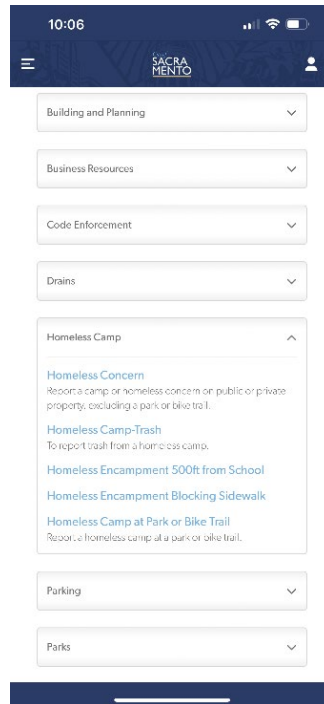 10:06
City of
SACRA
MENTO
Building and Planning
Business Resources
Code Enforcement
Drains
Homeless Camp
Homeless Concern
Report a camp or homeless concern on public or private
property, excluding a park or bike trail.
Homeless Camp-Trash
To report trash from a homeless camp.
Homeless Encampment 500ft from School
Homeless Encampment Blocking Sidewalk
Homeless Camp at Park or Bike Trail
Report a homeless camp at a park or bike trail.
Parking
Parks